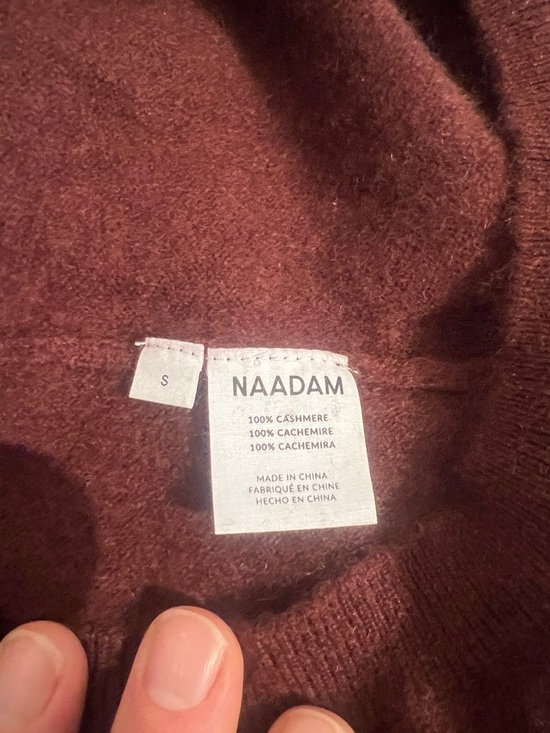 S
NAADAM
100% CASHMERE
100% CACHEMIRE
100% CACHEMIRA
MADE IN CHINA
FABRIQUÉ EN CHINE
HECHO EN CHINA